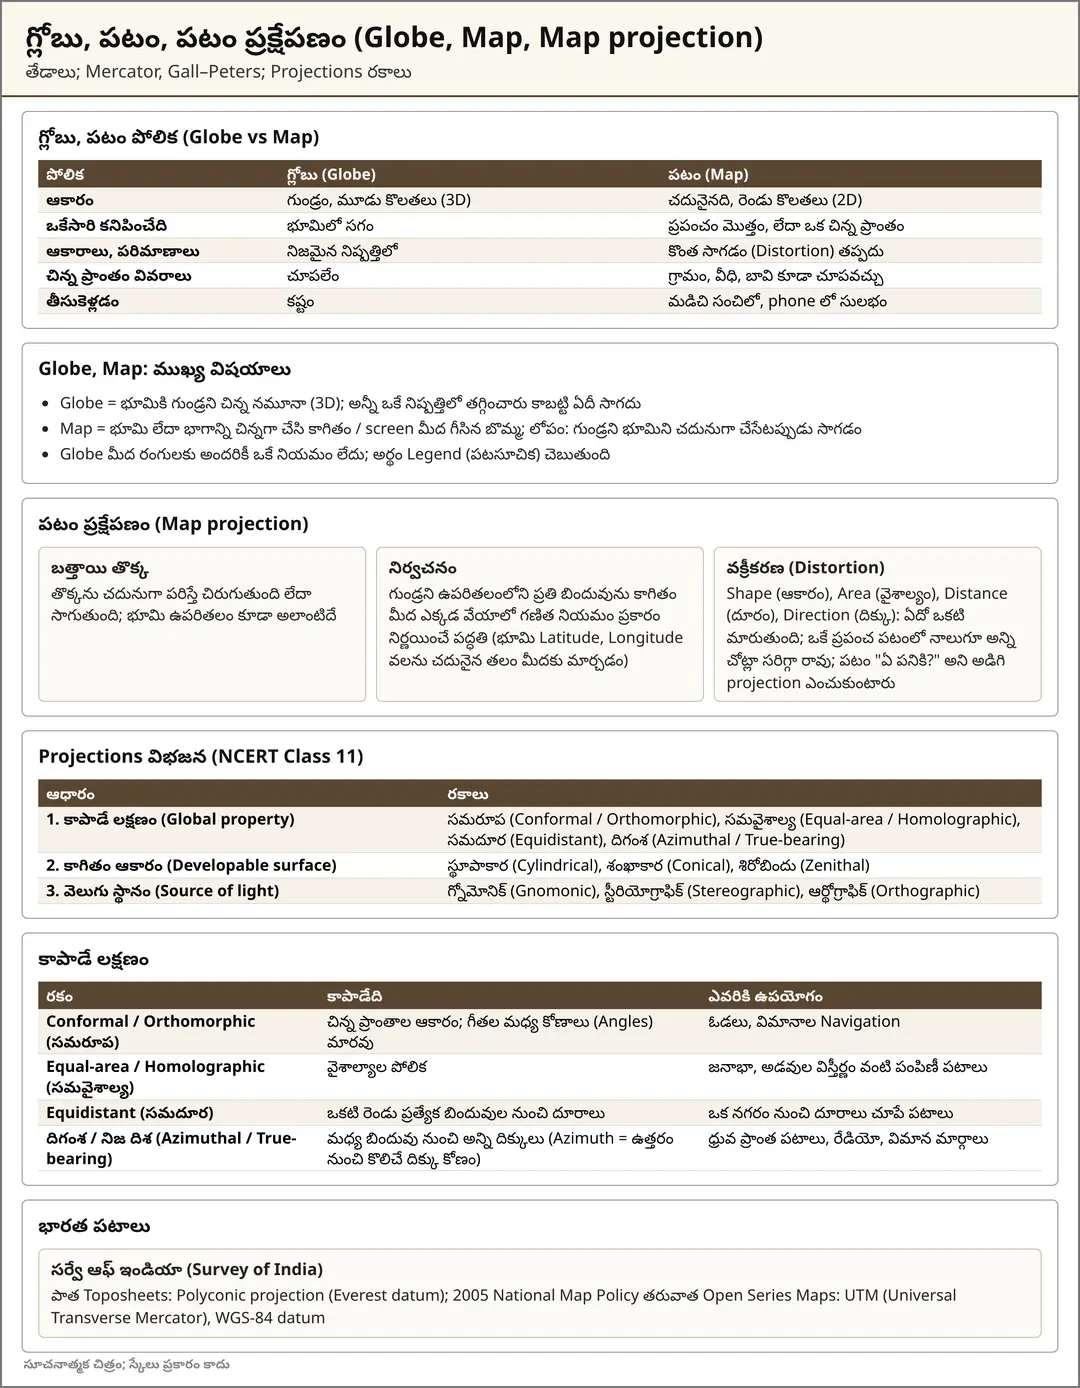 గ్లోబు, పటం, పటం ప్రక్షేపణం (Globe, Map, Map projection)
తేడాలు; Mercator, Gall–Peters; Projections రకాలు
గ్లోబు, పటం పోలిక (Globe vs Map)
పోలిక గ్లోబు (Globe) పటం (Map)
ఆకారం గుండ్రం, మూడు కొలతలు (3D) చదునైనది, రెండు కొలతలు (2D)
ఒకేసారి కనిపించేది భూమిలో సగం ప్రపంచం మొత్తం, లేదా ఒక చిన్న ప్రాంతం
ఆకారాలు, పరిమాణాలు నిజమైన నిష్పత్తిలో కొంత సాగడం (Distortion) తప్పదు
చిన్న ప్రాంతం వివరాలు చూపలేం గ్రామం, వీధి, బావి కూడా చూపవచ్చు
తీసుకెళ్లడం కష్టం మడిచి సంచిలో, phone లో సులభం
Globe, Map: ముఖ్య విషయాలు
• Globe = భూమికి గుండ్రని చిన్న నమూనా (3D); అన్నీ ఒకే నిష్పత్తిలో తగ్గించారు కాబట్టి ఏదీ సాగదు
• Map = భూమి లేదా భాగాన్ని చిన్నగా చేసి కాగితం / screen మీద గీసిన బొమ్మ; లోపం: గుండ్రని భూమిని చదునుగా చేసేటప్పుడు సాగడం
• Globe మీద రంగులకు అందరికీ ఒకే నియమం లేదు; అర్థం Legend (పటసూచిక) చెబుతుంది
పటం ప్రక్షేపణం (Map projection)
బత్తాయి తొక్క
తొక్కను చదునుగా పరిస్తే చిరుగుతుంది లేదా
సాగుతుంది; భూమి ఉపరితలం కూడా అలాంటిదే
నిర్వచనం
గుండ్రని ఉపరితలంలోని ప్రతి బిందువును కాగితం
మీద ఎక్కడ వేయాలో గణిత నియమం ప్రకారం
నిర్ణయించే పద్ధతి (భూమి Latitude, Longitude
వలను చదునైన తలం మీదకు మార్చడం)
వక్రీకరణ (Distortion)
Shape (ఆకారం), Area (వైశాల్యం), Distance
(దూరం), Direction (దిక్కు): ఏదో ఒకటి
మారుతుంది; ఒకే ప్రపంచ పటంలో నాలుగూ అన్ని
చోట్లా సరిగ్గా రావు; పటం "ఏ పనికి?" అని అడిగి
projection ఎంచుకుంటారు
Projections విభజన (NCERT Class 11)
ఆధారం రకాలు
1. కాపాడే లక్షణం (Global property) సమరూప (Conformal / Orthomorphic), సమవైశాల్య (Equal-area / Homolographic),
సమదూర (Equidistant), దిగంశ (Azimuthal / True-bearing)
2. కాగితం ఆకారం (Developable surface) స్థూపాకార (Cylindrical), శంఖాకార (Conical), శిరోబిందు (Zenithal)
3. వెలుగు స్థానం (Source of light) గ్నోమోనిక్ (Gnomonic), స్టీరియోగ్రాఫిక్ (Stereographic), ఆర్థోగ్రాఫిక్ (Orthographic)
కాపాడే లక్షణం
రకం కాపాడేది ఎవరికి ఉపయోగం
Conformal / Orthomorphic చిన్న ప్రాంతాల ఆకారం; గీతల మధ్య కోణాలు (Angles) ఓడలు, విమానాల Navigation
(సమరూప) మారవు
Equal-area / Homolographic వైశాల్యాల పోలిక జనాభా, అడవుల విస్తీర్ణం వంటి పంపిణీ పటాలు
(సమవైశాల్య)
Equidistant (సమదూర) ఒకటి రెండు ప్రత్యేక బిందువుల నుంచి దూరాలు ఒక నగరం నుంచి దూరాలు చూపే పటాలు
దిగంశ / నిజ దిశ (Azimuthal / True- మధ్య బిందువు నుంచి అన్ని దిక్కులు (Azimuth = ఉత్తరం ధ్రువ ప్రాంత పటాలు, రేడియో, విమాన మార్గాలు
bearing) నుంచి కొలిచే దిక్కు కోణం)
భారత పటాలు
సర్వే ఆఫ్ ఇండియా (Survey of India)
పాత Toposheets: Polyconic projection (Everest datum); 2005 National Map Policy తరువాత Open Series Maps: UTM (Universal
Transverse Mercator), WGS-84 datum
సూచనాత్మక చిత్రం; స్కేలు ప్రకారం కాదు